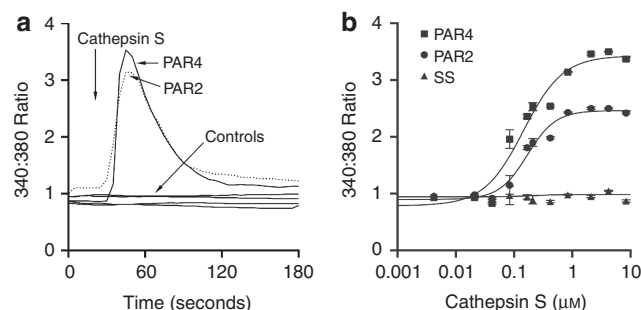 a
Cathepsin S
PAR4
PAR2
Controls
340:380 Ratio
4
3
2
1
0
0 60 120 180
Time (seconds)
b
PAR4
PAR2
SS
340:380 Ratio
4
3
2
1
0
0.001 0.01 0.1 1 10
Cathepsin S (μM)